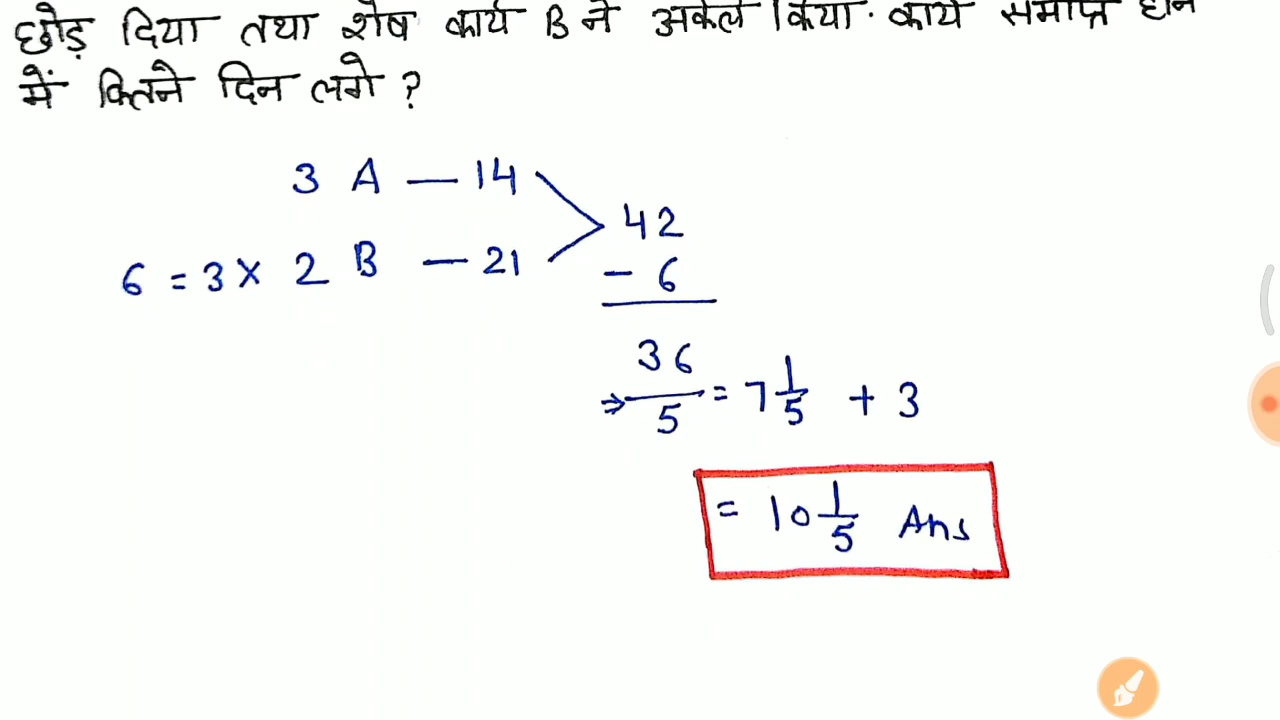 छोड़ दिया तथा शेष कार्य B ने अकेले किया. कार्य समाप्त होने
में कितने दिन लगे ?
3 A — 14
42
6 = 3 × 2 B — 21
- 6
36
⇒ — = 7 1/5 + 3
5
= 10 1/5 Ans